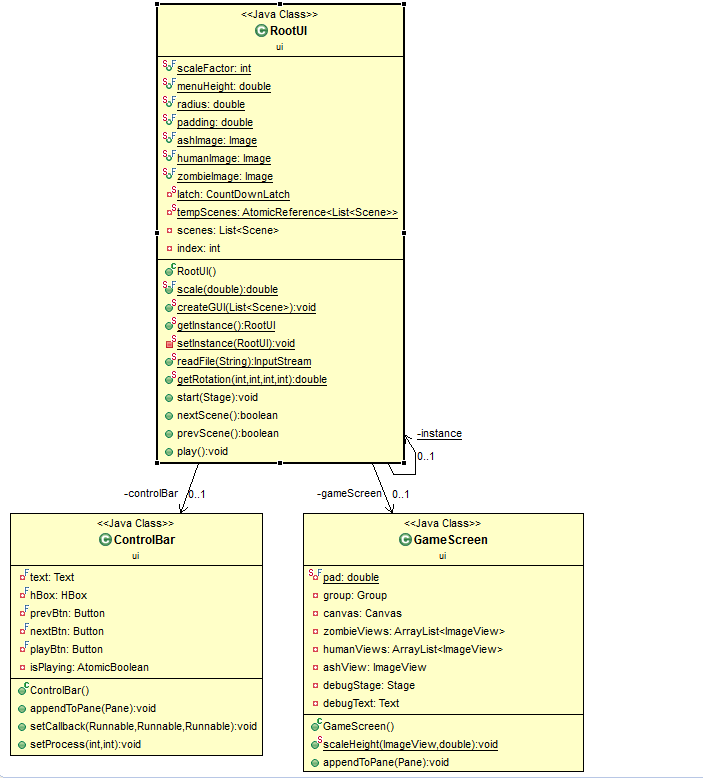 <<Java Class>>
RootUI
ui
scaleFactor: int
menuHeight: double
radius: double
padding: double
ashImage: Image
humanImage: Image
zombieImage: Image
latch: CountDownLatch
tempScenes: AtomicReference<List<Scene>>
scenes: List<Scene>
index: int
RootUI()
scale(double):double
createGUI(List<Scene>):void
getInstance():RootUI
setInstance(RootUI):void
readFile(String):InputStream
getRotation(int,int,int,int):double
start(Stage):void
nextScene():boolean
prevScene():boolean
play():void
-instance
0..1
-controlBar 0..1
-gameScreen 0..1
<<Java Class>>
ControlBar
ui
text: Text
hBox: HBox
prevBtn: Button
nextBtn: Button
playBtn: Button
isPlaying: AtomicBoolean
ControlBar()
appendToPane(Pane):void
setCallback(Runnable,Runnable,Runnable):void
setProcess(int,int):void
<<Java Class>>
GameScreen
ui
pad: double
group: Group
canvas: Canvas
zombieViews: ArrayList<ImageView>
humanViews: ArrayList<ImageView>
ashView: ImageView
debugStage: Stage
debugText: Text
GameScreen()
scaleHeight(ImageView,double):void
appendToPane(Pane):void